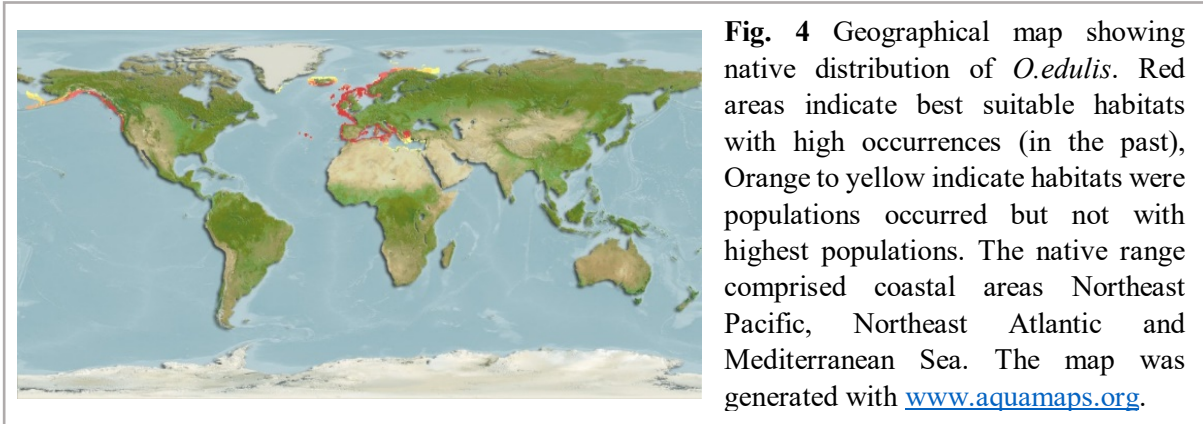 Fig. 4 Geographical map showing
native distribution of O.edulis. Red
areas indicate best suitable habitats
with high occurrences (in the past),
Orange to yellow indicate habitats were
populations occurred but not with
highest populations. The native range
comprised coastal areas Northeast
Pacific, Northeast Atlantic and
Mediterranean Sea. The map was
generated with www.aquamaps.org.